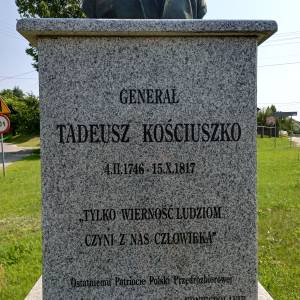 GENERAŁ
TADEUSZ KOŚCIUSZKO
4.II.1746 - 15.X.1817
„TYLKO WIERNOŚĆ LUDZIOM
CZYNI Z NAS CZŁOWIEKA"
Ostatniemu Patriocie Polski Przedrozbiorowej